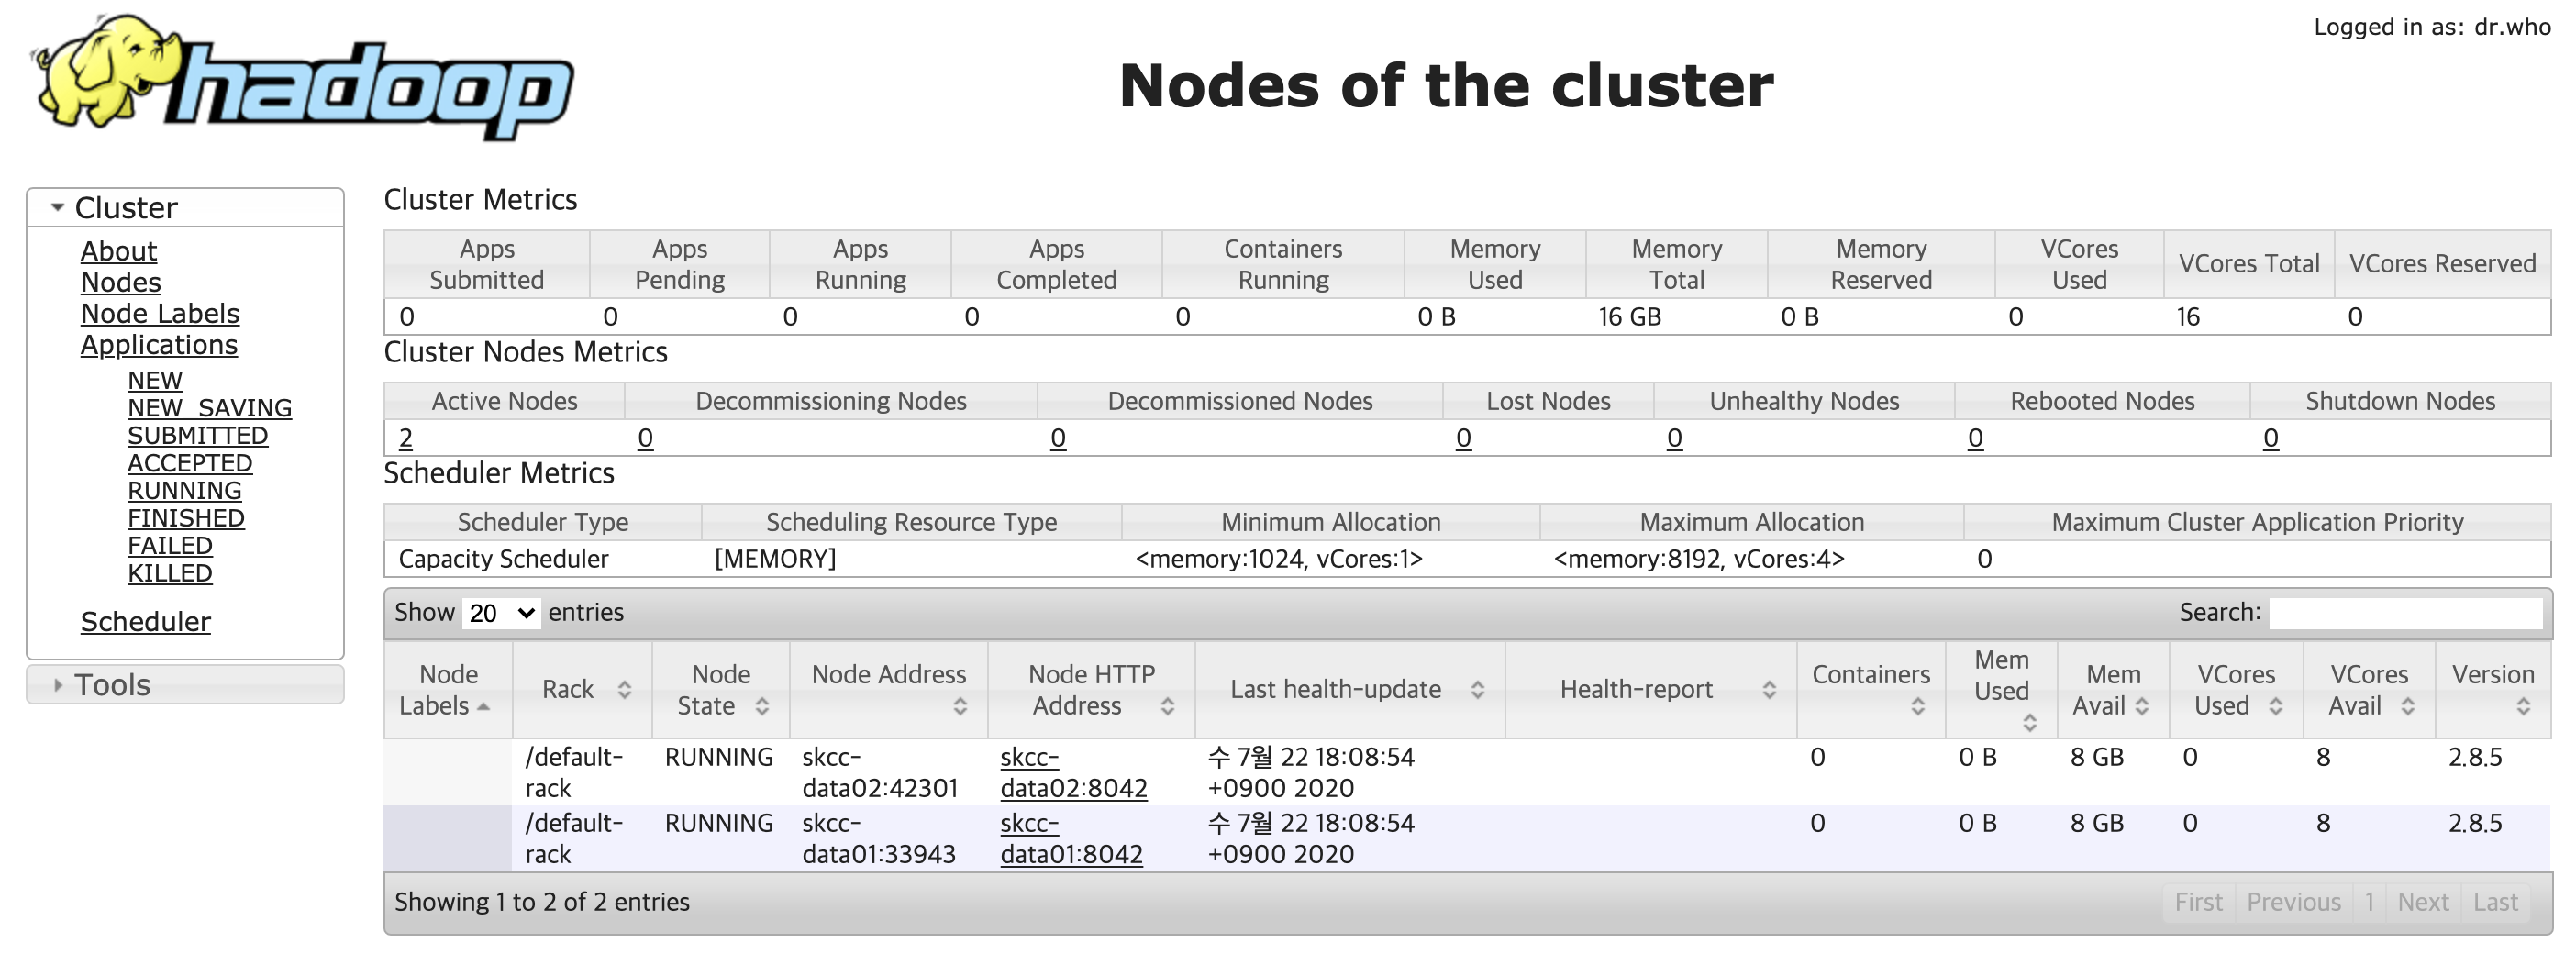 Logged in as: dr.who
hadoop
Nodes of the cluster
Cluster
About
Nodes
Node Labels
Applications
NEW
NEW_SAVING
SUBMITTED
ACCEPTED
RUNNING
FINISHED
FAILED
KILLED
Scheduler
Tools
Cluster Metrics
Apps Submitted Apps Pending Apps Running Apps Completed Containers Running Memory Used Memory Total Memory Reserved VCores Used VCores Total VCores Reserved
0 0 0 0 0 0 B 16 GB 0 B 0 16 0
Cluster Nodes Metrics
Active Nodes Decommissioning Nodes Decommissioned Nodes Lost Nodes Unhealthy Nodes Rebooted Nodes Shutdown Nodes
2 0 0 0 0 0 0
Scheduler Metrics
Scheduler Type Scheduling Resource Type Minimum Allocation Maximum Allocation Maximum Cluster Application Priority
Capacity Scheduler [MEMORY] <memory:1024, vCores:1> <memory:8192, vCores:4> 0
Show 20 entries Search:
Node Labels Rack Node State Node Address Node HTTP Address Last health-update Health-report Containers Mem Used Mem Avail VCores Used VCores Avail Version
/default-rack RUNNING skcc-data02:42301 skcc-data02:8042 수 7월 22 18:08:54 +0900 2020 0 0 B 8 GB 0 8 2.8.5
/default-rack RUNNING skcc-data01:33943 skcc-data01:8042 수 7월 22 18:08:54 +0900 2020 0 0 B 8 GB 0 8 2.8.5
Showing 1 to 2 of 2 entries First Previous 1 Next Last